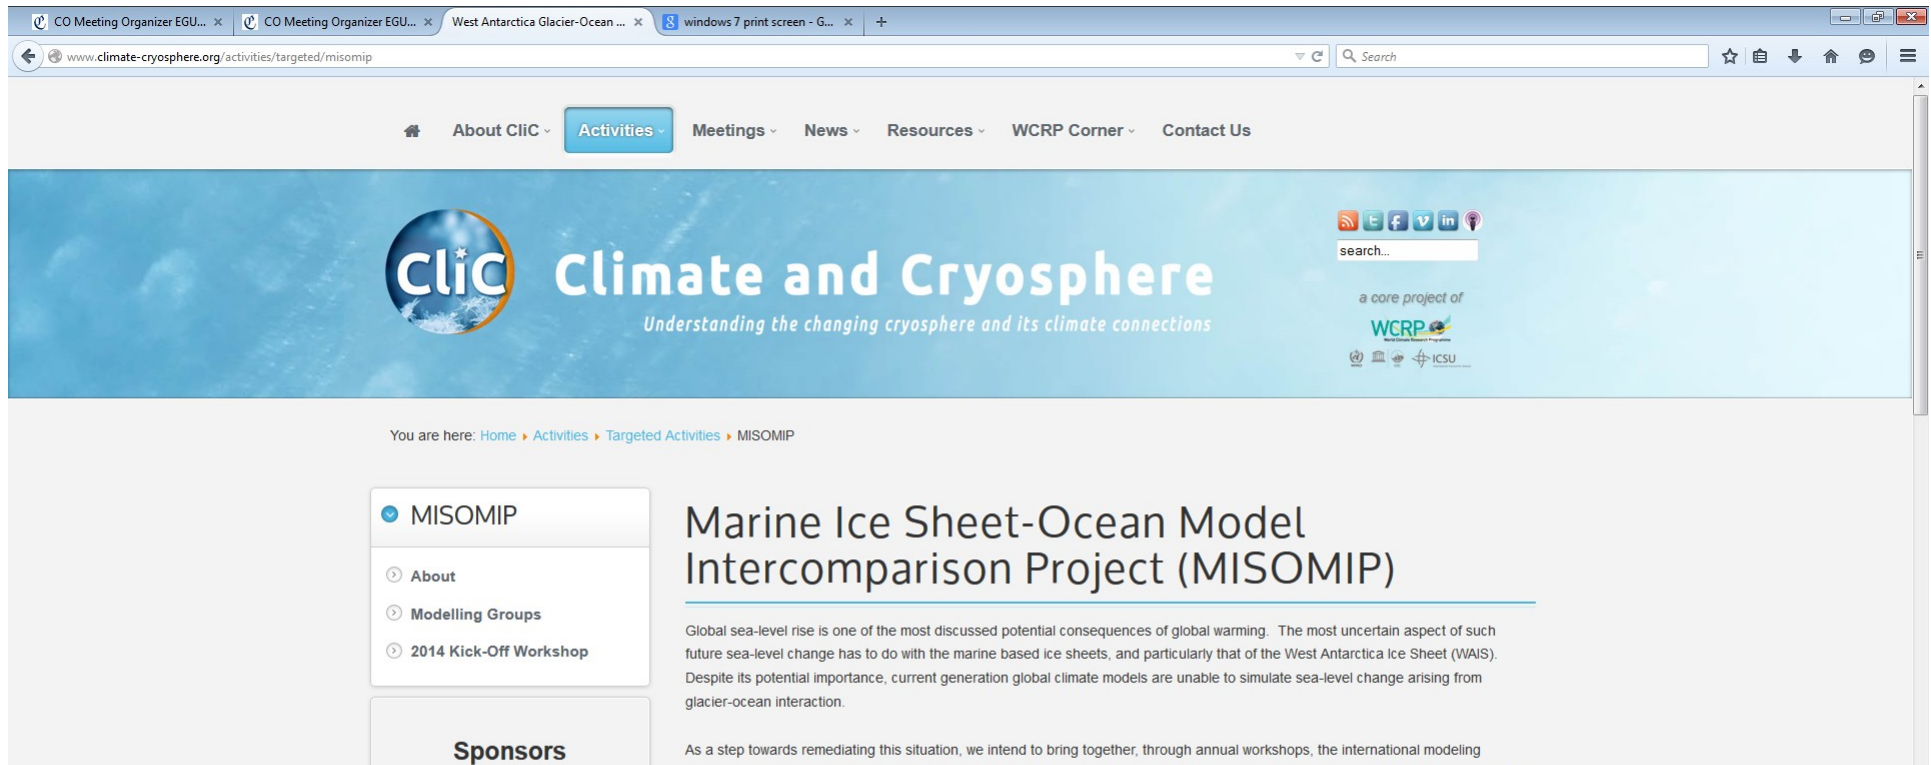 CO Meeting Organizer EGU... CO Meeting Organizer EGU... West Antarctica Glacier-Ocean ... windows 7 print screen - G...
www.climate-cryosphere.org/activities/targeted/misomip Search
About CliC Activities Meetings News Resources WCRP Corner Contact Us
CliC Climate and Cryosphere
Understanding the changing cryosphere and its climate connections
search...
a core project of
WCRP
World Climate Research Programme
ICSU
You are here: Home Activities Targeted Activities MISOMIP
MISOMIP
About
Modelling Groups
2014 Kick-Off Workshop
Sponsors
Marine Ice Sheet-Ocean Model
Intercomparison Project (MISOMIP)
Global sea-level rise is one of the most discussed potential consequences of global warming. The most uncertain aspect of such
future sea-level change has to do with the marine based ice sheets, and particularly that of the West Antarctica Ice Sheet (WAIS).
Despite its potential importance, current generation global climate models are unable to simulate sea-level change arising from
glacier-ocean interaction.
As a step towards remediating this situation, we intend to bring together, through annual workshops, the international modeling